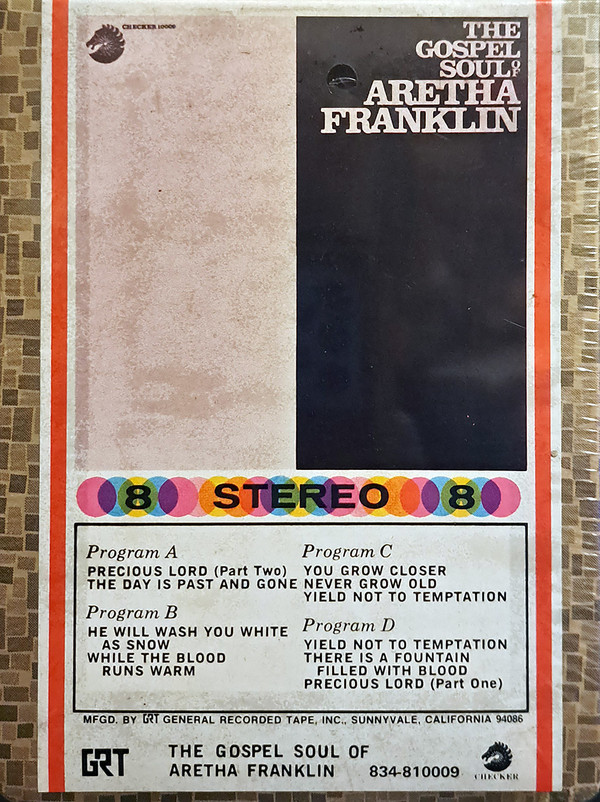 CHECKER 10009
THE
GOSPEL
SOUL OF
ARETHA
FRANKLIN
8 STEREO 8
Program A
PRECIOUS LORD (Part Two)
THE DAY IS PAST AND GONE
Program B
HE WILL WASH YOU WHITE
AS SNOW
WHILE THE BLOOD
RUNS WARM
Program C
YOU GROW CLOSER
NEVER GROW OLD
YIELD NOT TO TEMPTATION
Program D
YIELD NOT TO TEMPTATION
THERE IS A FOUNTAIN
FILLED WITH BLOOD
PRECIOUS LORD (Part One)
MFGD. BY GRT GENERAL RECORDED TAPE, INC., SUNNYVALE, CALIFORNIA 94086
GRT
THE GOSPEL SOUL OF
ARETHA FRANKLIN 834-810009
CHECKER